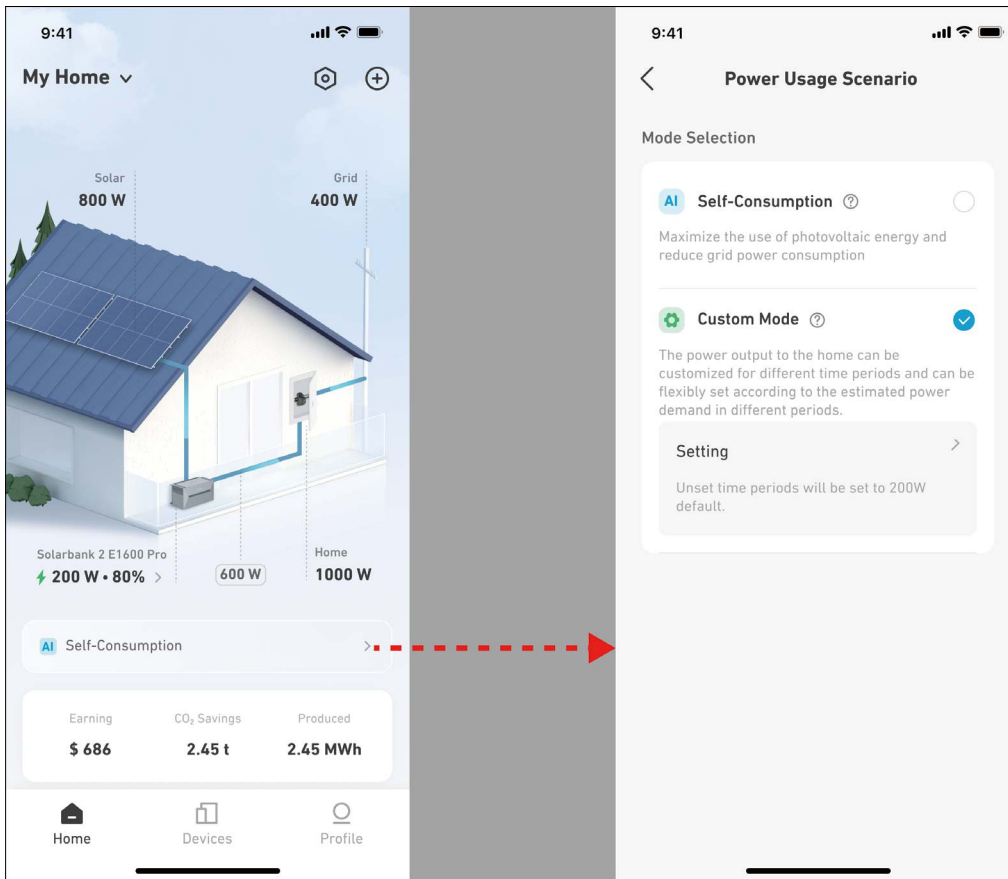 9:41
My Home
Solar
800 W
Grid
400 W
Solarbank 2 E1600 Pro
200 W • 80%
600 W
Home
1000 W
AI Self-Consumption
Earning
$ 686
CO₂ Savings
2.45 t
Produced
2.45 MWh
Home
Devices
Profile
9:41
Power Usage Scenario
Mode Selection
AI Self-Consumption ?
Maximize the use of photovoltaic energy and
reduce grid power consumption
Custom Mode ?
The power output to the home can be
customized for different time periods and can be
flexibly set according to the estimated power
demand in different periods.
Setting
Unset time periods will be set to 200W
default.